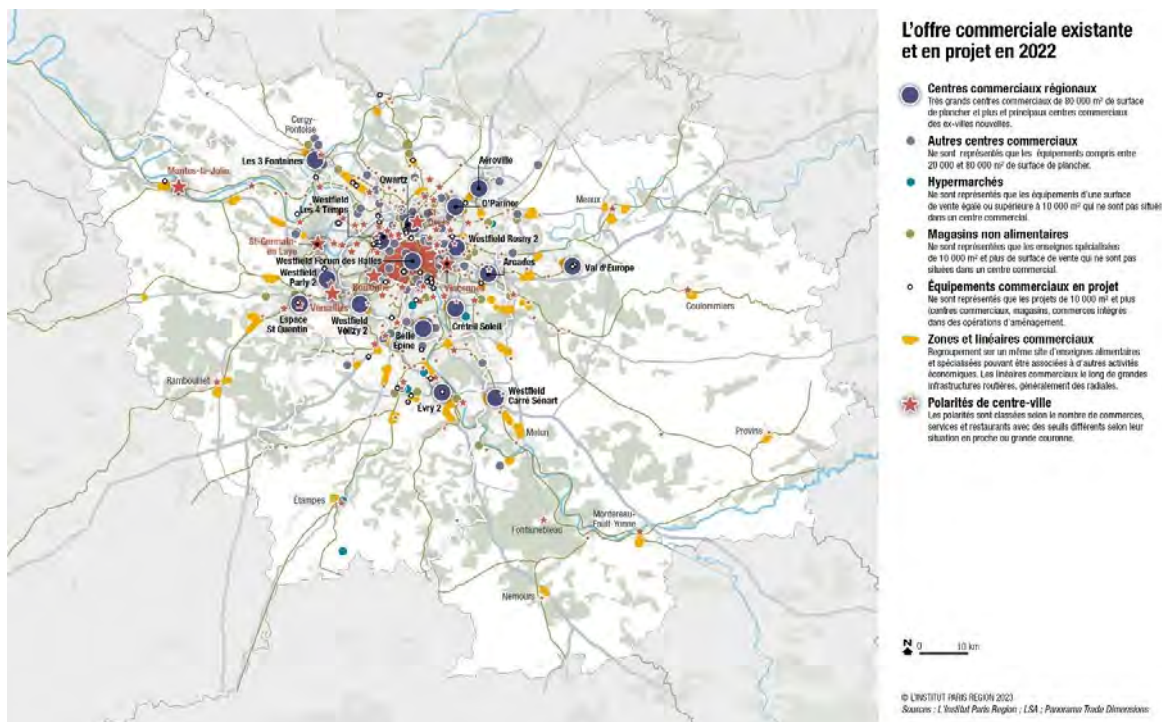 L'offre commerciale existante
et en projet en 2022
Centres commerciaux régionaux
Très grands centres commerciaux de 80 000 m² de surface
de plancher et plus et principaux centres commerciaux
des ex-villes nouvelles.
Autres centres commerciaux
Ne sont représentés que les équipements compris entre
20 000 et 80 000 m² de surface de plancher.
Hypermarchés
Ne sont représentés que les équipements d'une surface
de vente égale ou supérieure à 10 000 m² qui ne sont pas situés
dans un centre commercial.
Magasins non alimentaires
Ne sont représentées que les enseignes spécialisées
de 10 000 m² et plus de surface de vente qui ne sont pas
situées dans un centre commercial.
Équipements commerciaux en projet
Ne sont représentés que les projets de 10 000 m² et plus
(centres commerciaux, magasins, commerces intégrés
dans des opérations d'aménagement.
Zones et linéaires commerciaux
Regroupement sur un même site d'enseignes alimentaires
et spécialisées pouvant être associées à d'autres activités
économiques. Les linéaires commerciaux le long de grandes
infrastructures routières, généralement des radiales.
Polarités de centre-ville
Les polarités sont classées selon le nombre de commerces,
services et restaurants avec des seuils différents selon leur
situation en proche ou grande couronne.
Cergy-
Pontoise
Les 3 Fontaines
Mantes-la-Jolie
Qwartz
Aéroville
O'Parinor
Westfield
Les 4 Temps
Meaux
St-Germain-
en-Laye
Westfield Rosny 2
Westfield Forum des Halles
Arcades
Val d'Europe
Westfield
Parly 2
Boulogne
Vincennes
Versailles
Coulommiers
Espace
St Quentin
Westfield
Vélizy 2
Belle
Epine
Créteil Soleil
Rambouillet
Evry 2
Westfield
Carré Sénart
Melun
Provins
Étampes
Fontainebleau
Montereau-
Fault-Yonne
Nemours
N
0 10 km
© L'INSTITUT PARIS REGION 2023
Sources : L'Institut Paris Region ; LSA ; Panorama Trade Dimensions